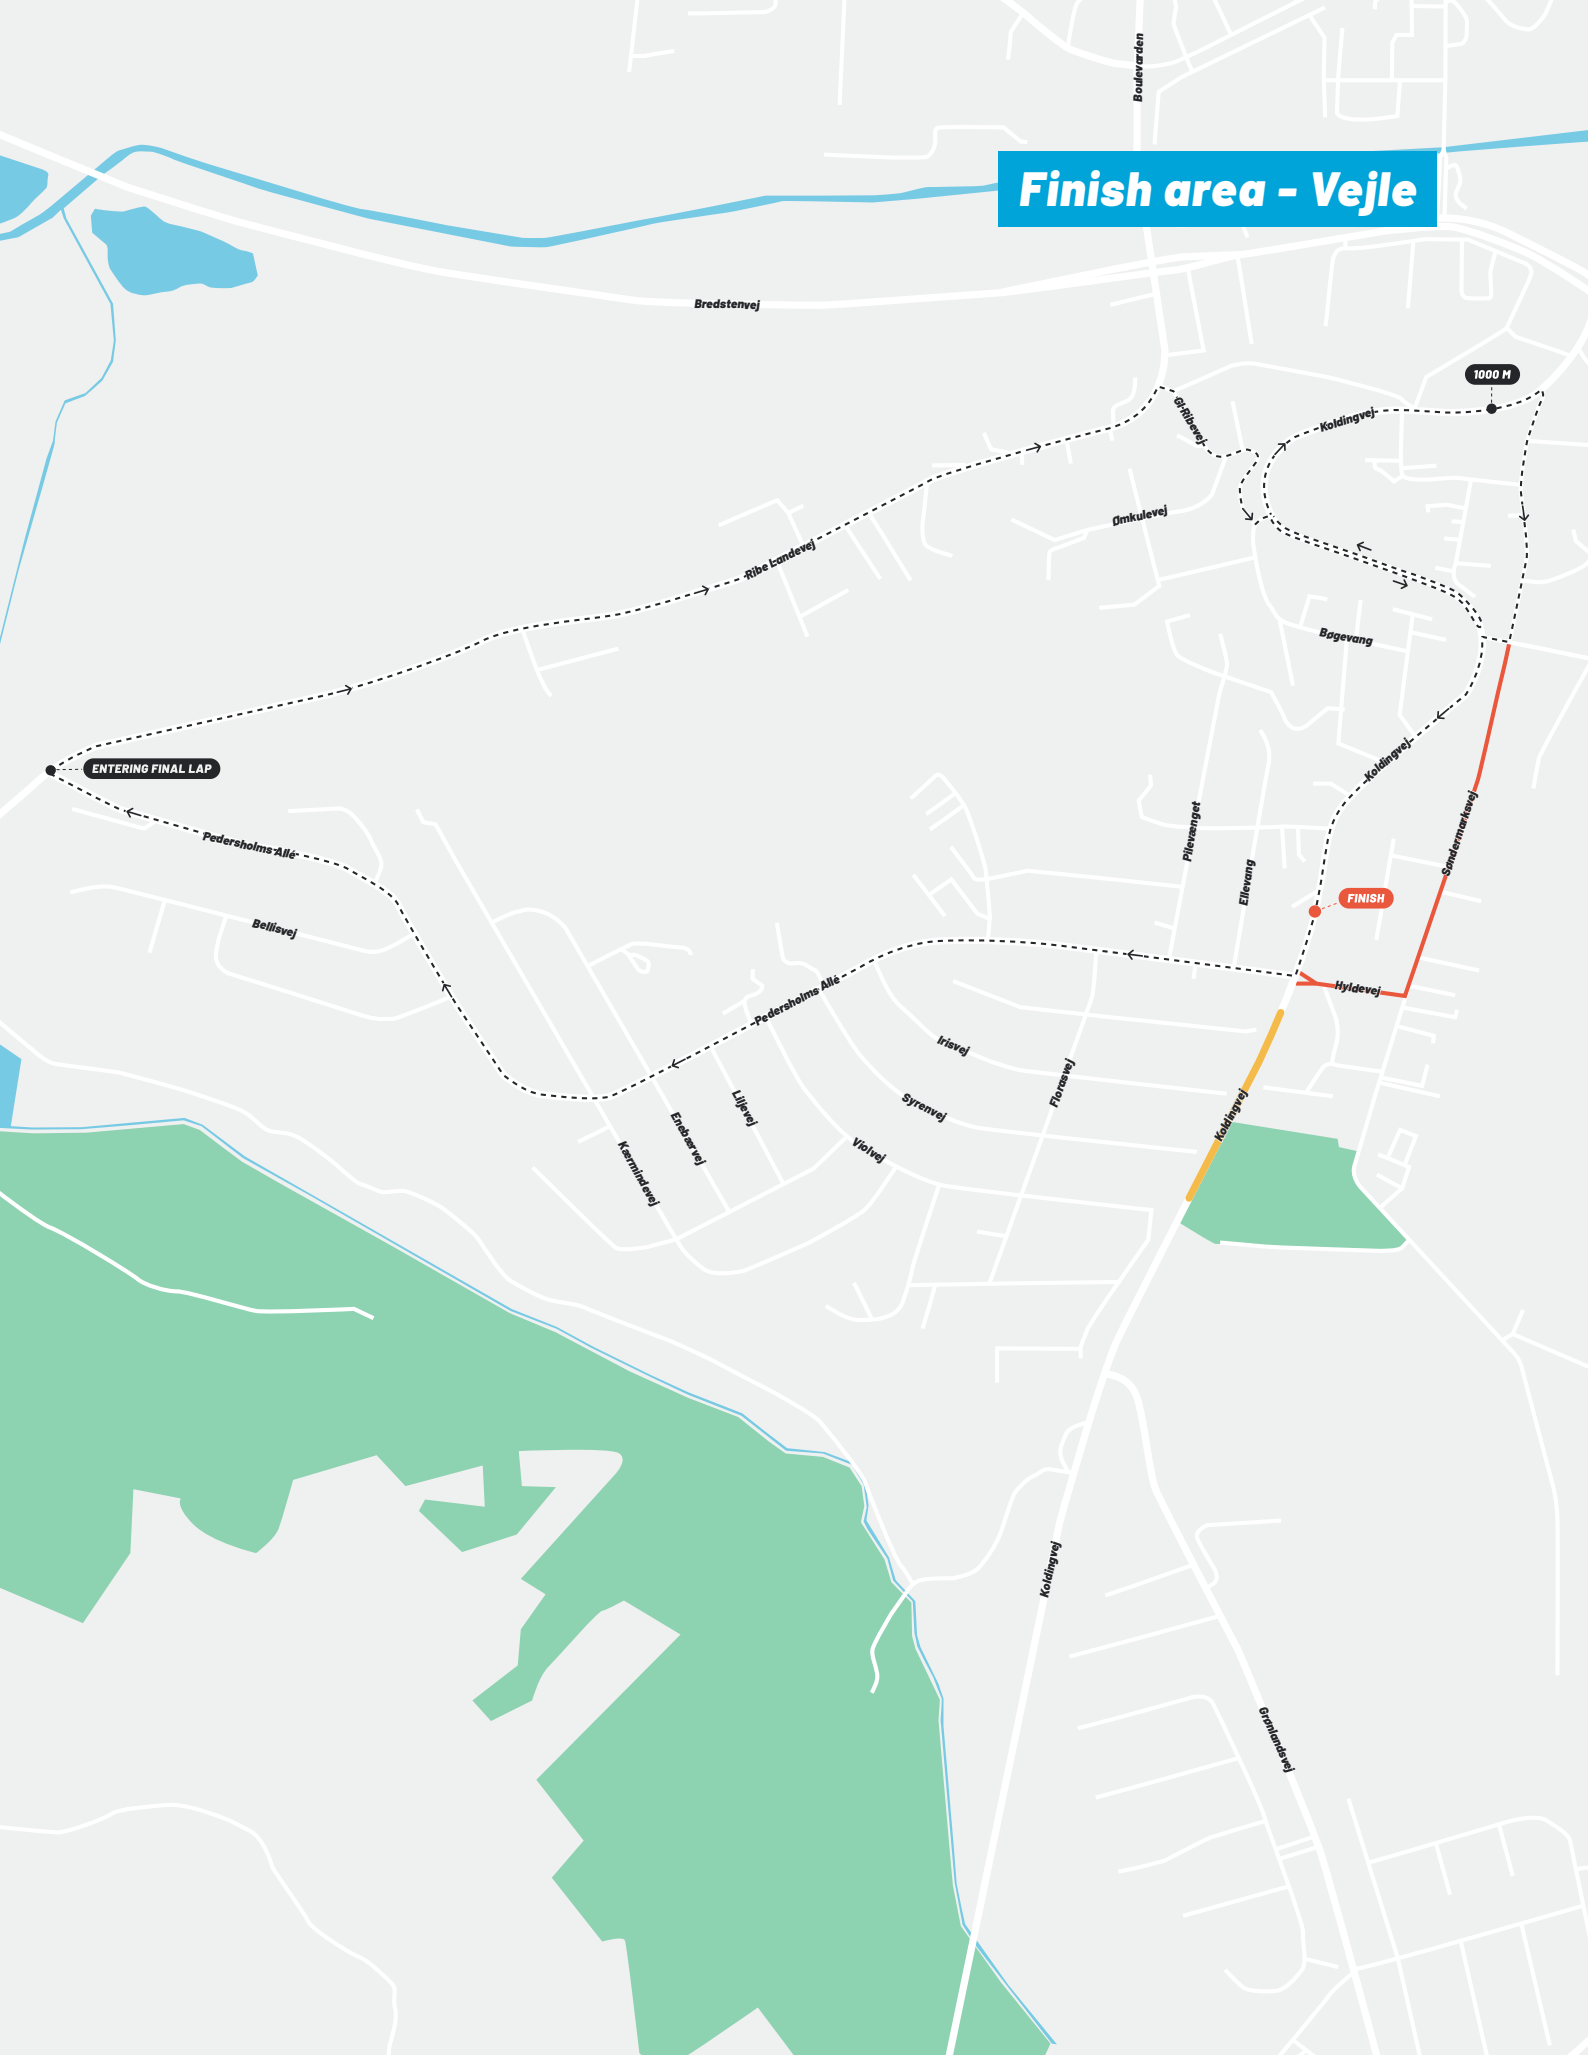 Boulevarden
Finish area - Vejle
Bredstenvej
1000 M
Gl Ribevej
Koldingvej
Ømkulevej
Ribe Landevej
Bøgevang
Koldingvej
ENTERING FINAL LAP
Pedersholms Allé
Pilevænget
Søndermarksvej
Ellevang
FINISH
Bellisvej
Pedersholms Allé
Hyldevej
Irisvej
Florasvej
Syrenvej
Liljevej
Koldingvej
Enebærvej
Violvej
Kærmindevej
Koldingvej
Grønlandsvej